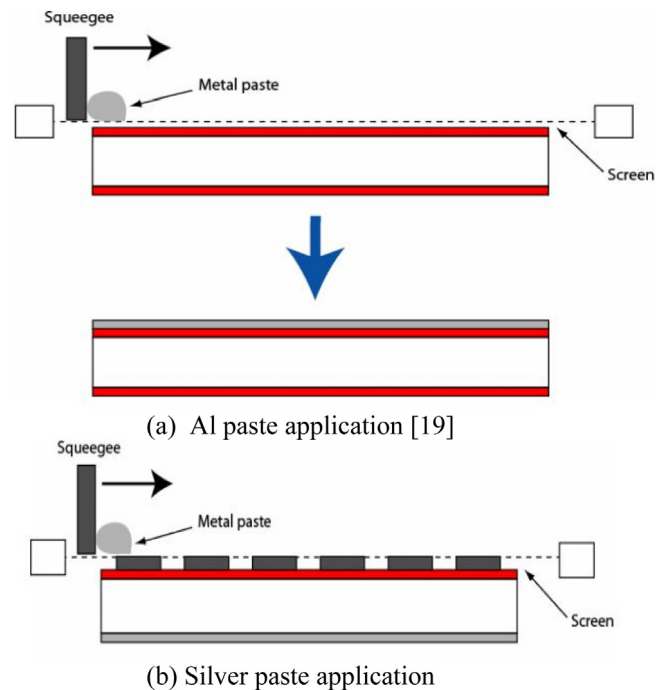 Squeegee
Metal paste
Screen
(a) Al paste application [19]
Squeegee
Metal paste
Screen
(b) Silver paste application